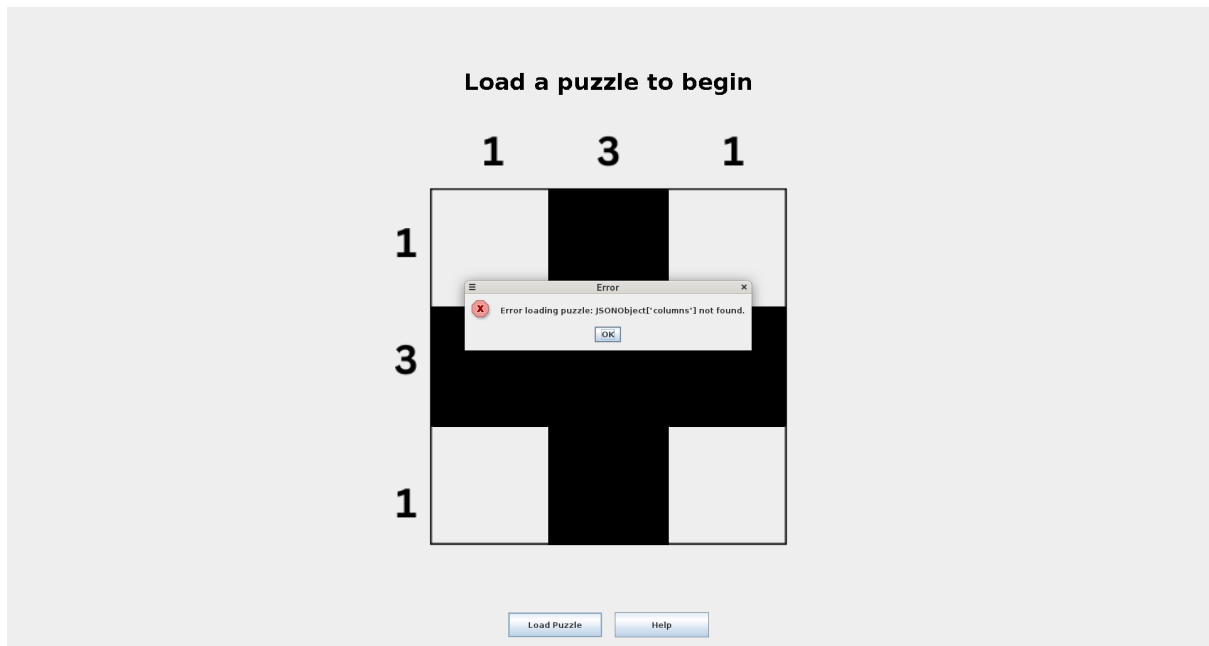 Load a puzzle to begin
1 3 1
1
Error
Error loading puzzle: JSONObject["columns"] not found.
OK
3
1
Load Puzzle Help